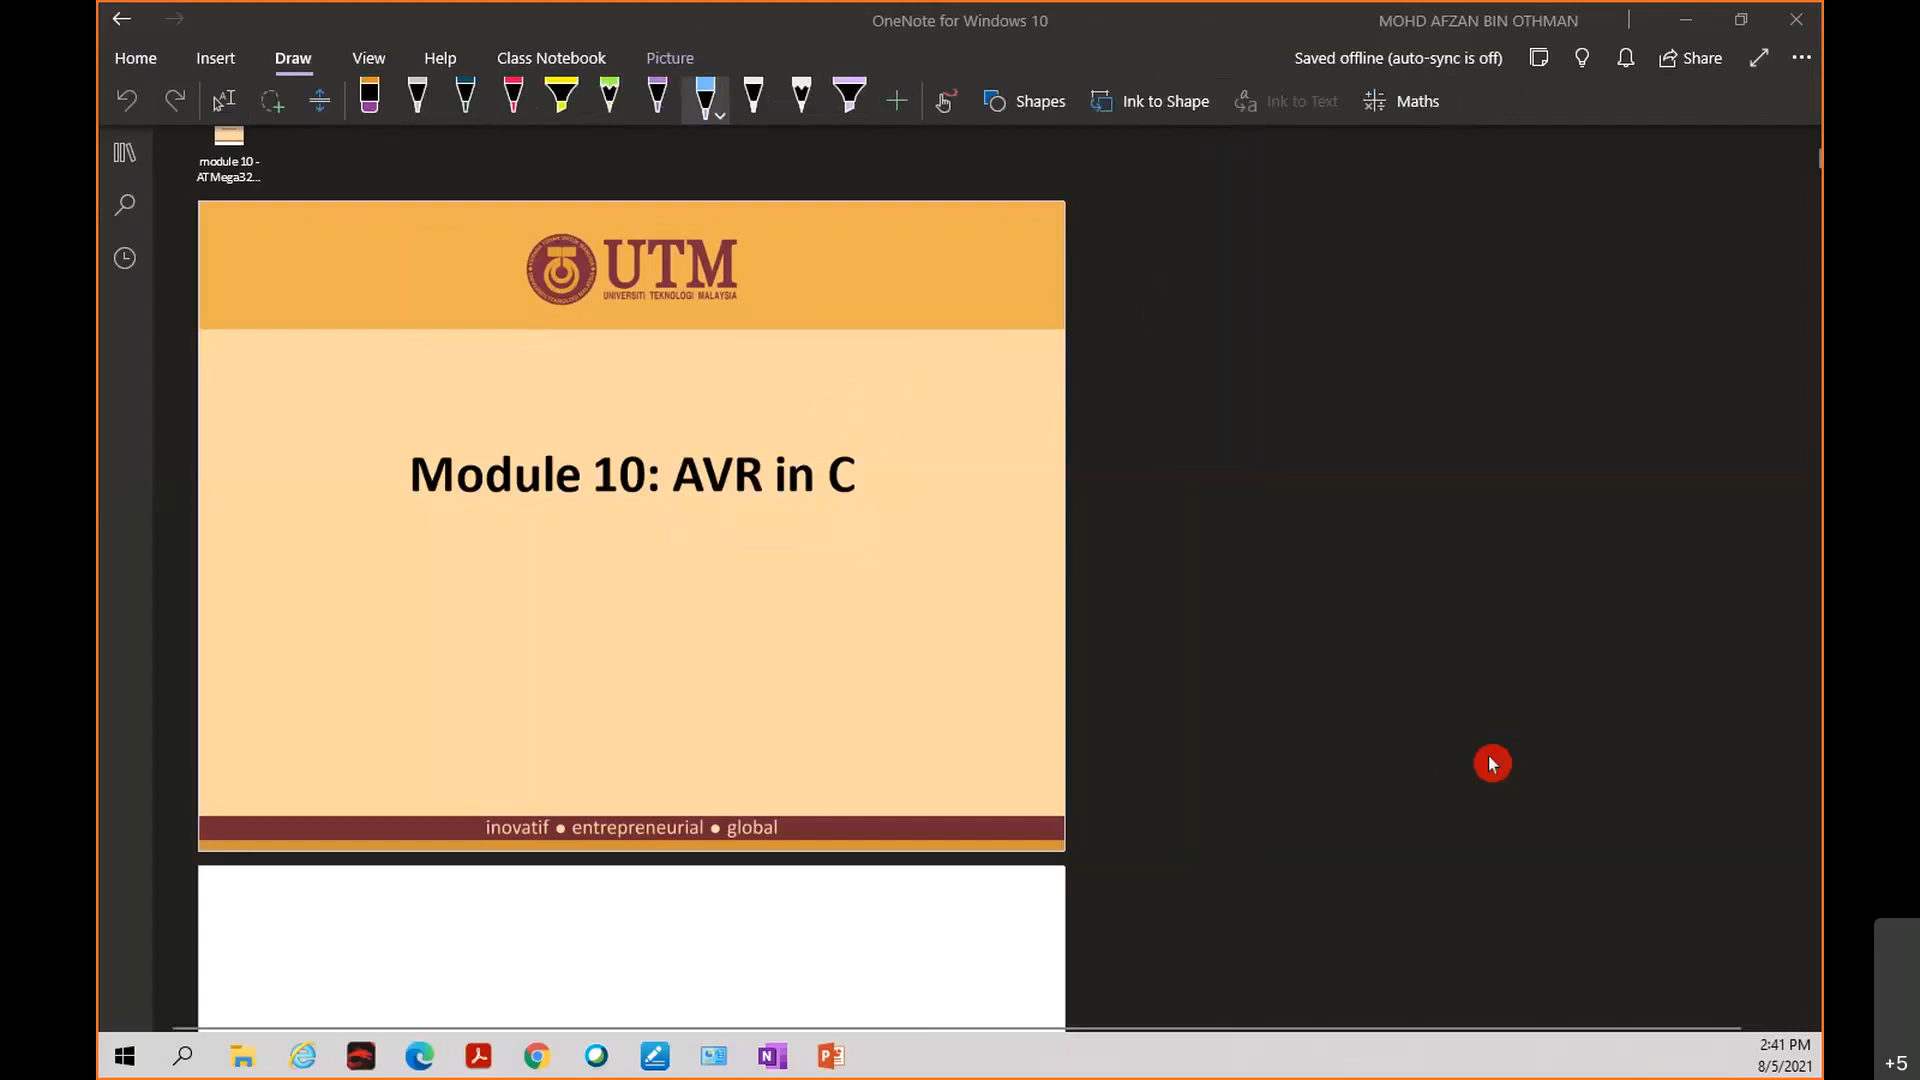 OneNote for Windows 10
MOHD AFZAN BIN OTHMAN
Home
Insert
Draw
View
Help
Class Notebook
Picture
Saved offline (auto-sync is off)
Share
Shapes
Ink to Shape
Ink to Text
Maths
module 10 -
ATMega32...
UTM
UNIVERSITI TEKNOLOGI MALAYSIA
Module 10: AVR in C
inovatif ● entrepreneurial ● global
2:41 PM
8/5/2021
+5